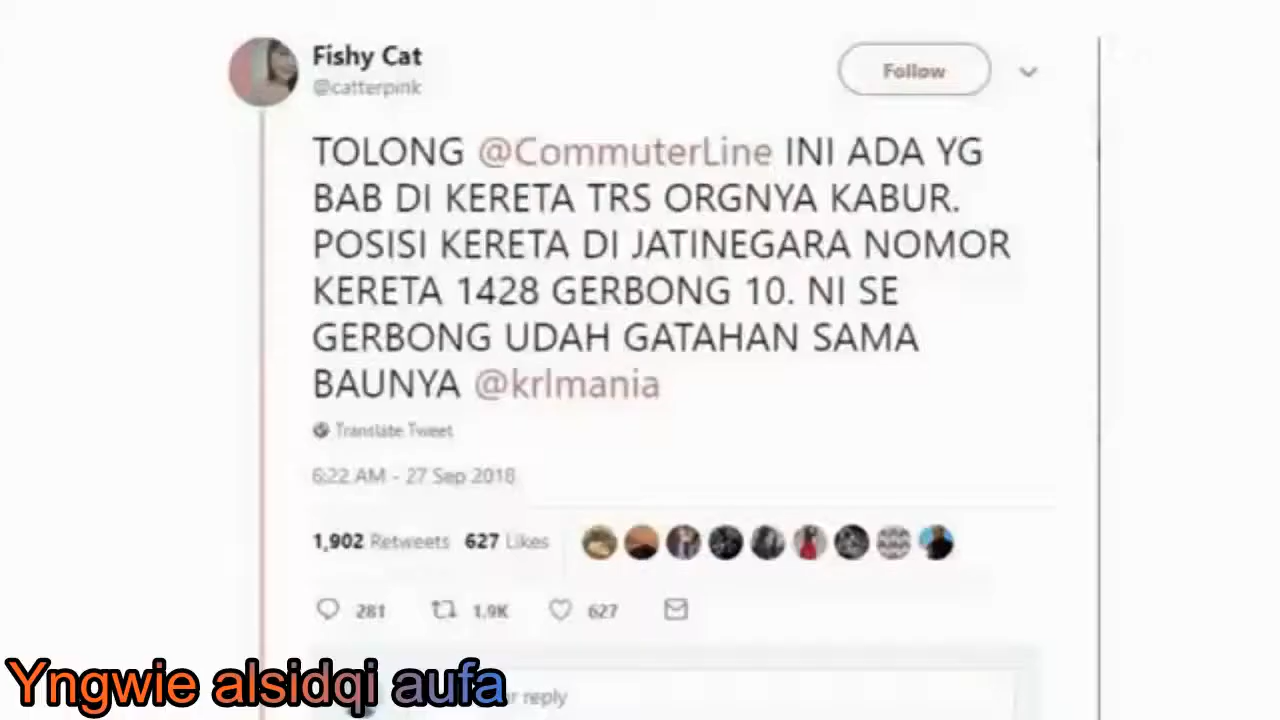 Fishy Cat
Follow
@catterpink
TOLONG @CommuterLine INI ADA YG
BAB DI KERETA TRS ORGNYA KABUR.
POSISI KERETA DI JATINEGARA NOMOR
KERETA 1428 GERBONG 10. NI SE
GERBONG UDAH GATAHAN SAMA
BAUNYA @krlmania
Translate Tweet
6:22 AM - 27 Sep 2018
1,902 Retweets 627 Likes
281 1.9K 627
Yngwie alsidqi aufa
reply